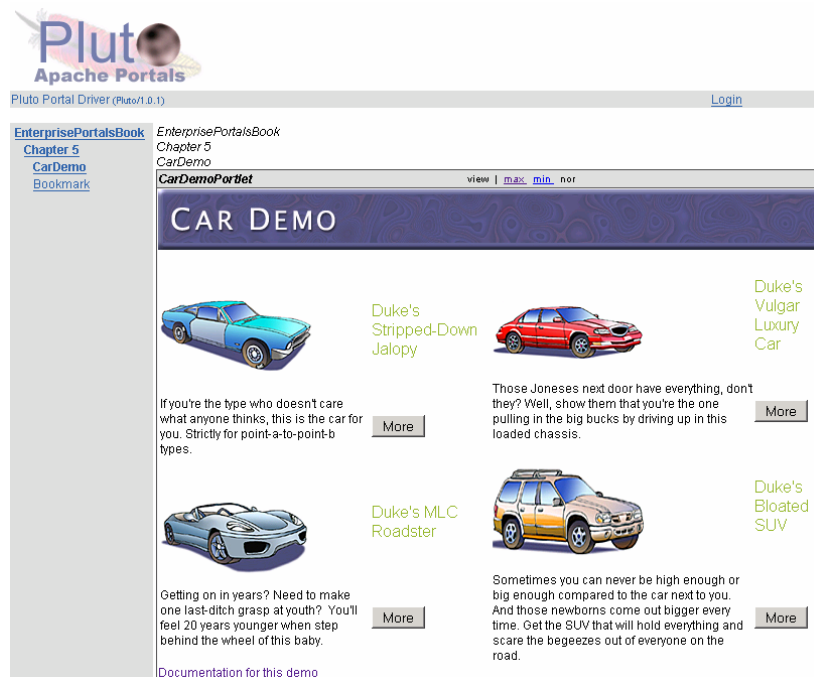 Pluto
Apache Portals
Pluto Portal Driver (Pluto/1.0.1)
Login
EnterprisePortalsBook
Chapter 5
CarDemo
Bookmark
EnterprisePortalsBook
Chapter 5
CarDemo
CarDemoPortlet
view | max min nor
CAR DEMO
Duke's
Stripped-Down
Jalopy
If you're the type who doesn't care
what anyone thinks, this is the car for
you. Strictly for point-a-to-point-b
types.
More
Duke's
Vulgar
Luxury
Car
Those Joneses next door have everything, don't
they? Well, show them that you're the one
pulling in the big bucks by driving up in this
loaded chassis.
More
Duke's MLC
Roadster
Getting on in years? Need to make
one last-ditch grasp at youth? You'll
feel 20 years younger when step
behind the wheel of this baby.
More
Duke's
Bloated
SUV
Sometimes you can never be high enough or
big enough compared to the car next to you.
And those newborns come out bigger every
time. Get the SUV that will hold everything and
scare the begeezes out of everyone on the
road.
More
Documentation for this demo